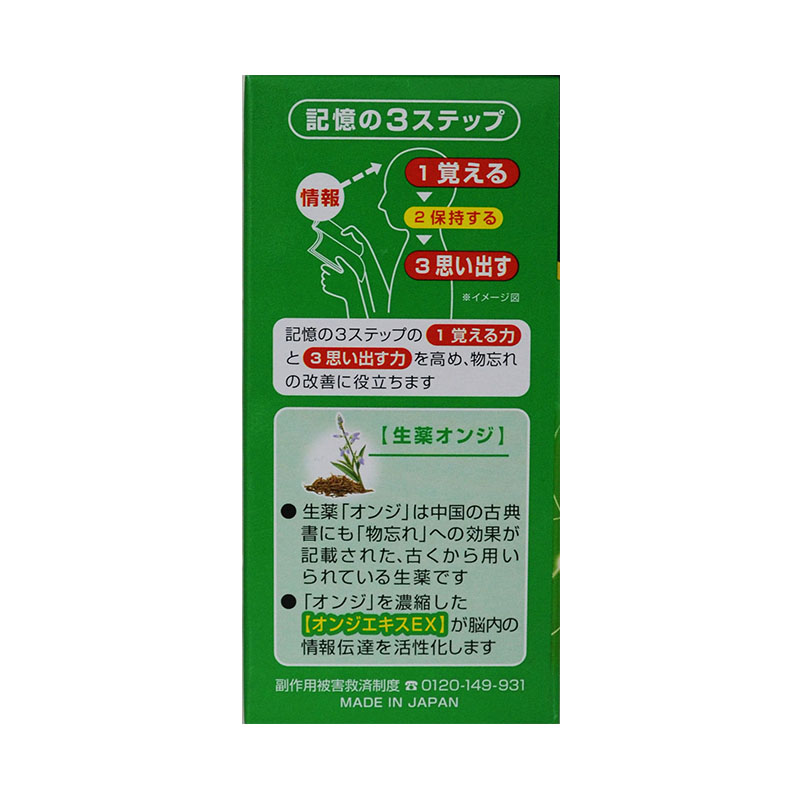 記憶の3ステップ
情報
1 覚える
2 保持する
3 思い出す
※イメージ図
記憶の3ステップの 1 覚える力
と 3 思い出す力 を高め、物忘れ
の改善に役立ちます
【生薬オンジ】
● 生薬「オンジ」は中国の古典
書にも「物忘れ」への効果が
記載された、古くから用い
られている生薬です
● 「オンジ」を濃縮した
【オンジエキスEX】が脳内の
情報伝達を活性化します
副作用被害救済制度 ☎ 0120-149-931
MADE IN JAPAN